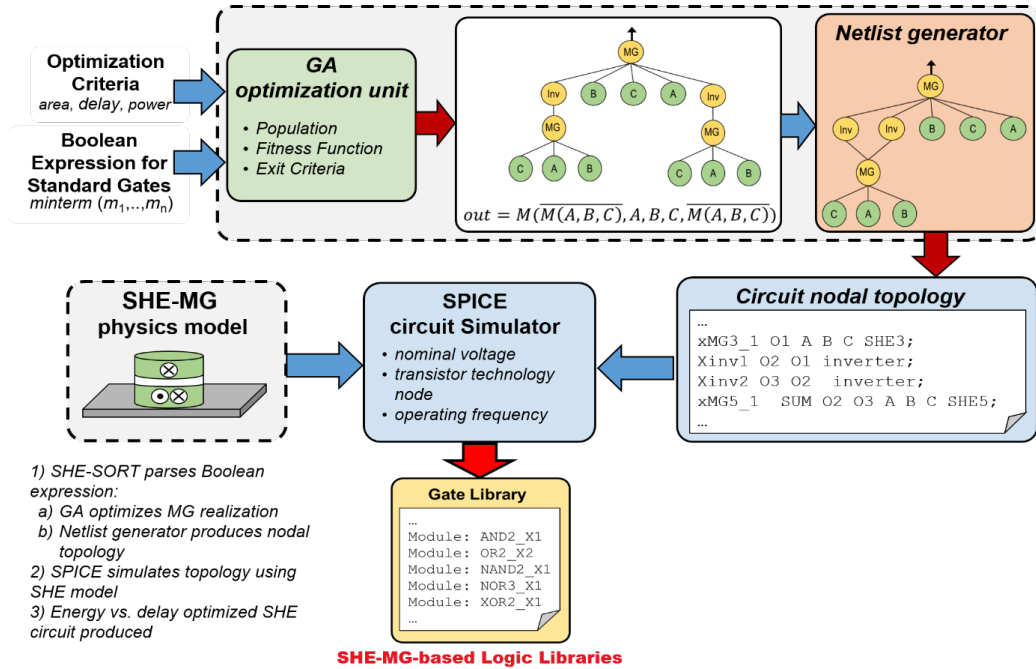 Optimization
Criteria
area, delay, power
Boolean
Expression for
Standard Gates
minterm (m₁,..,mₙ)
GA
optimization unit
• Population
• Fitness Function
• Exit Criteria
MG
Inv B C A Inv
MG MG
C A B C A B
out = M(\overline{M(A,B,C)}, A, B, C, \overline{M(A,B,C)})
Netlist generator
MG
Inv Inv B C A
MG
C A B
SHE-MG
physics model
SPICE
circuit Simulator
• nominal voltage
• transistor technology
node
• operating frequency
Circuit nodal topology
…
xMG3_1 O1 A B C SHE3;
Xinv1 O2 O1 inverter;
Xinv2 O3 O2 inverter;
xMG5_1 SUM O2 O3 A B C SHE5;
…
1) SHE-SORT parses Boolean
expression:
a) GA optimizes MG realization
b) Netlist generator produces nodal
topology
2) SPICE simulates topology using
SHE model
3) Energy vs. delay optimized SHE
circuit produced
Gate Library
…
Module: AND2_X1
Module: OR2_X2
Module: NAND2_X1
Module: NOR3_X1
Module: XOR2_X1
…
SHE-MG-based Logic Libraries